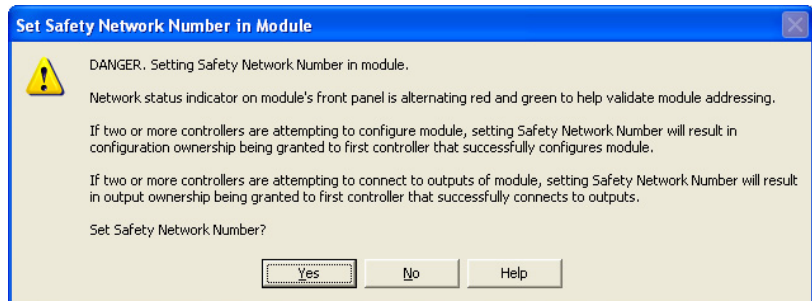 Set Safety Network Number in Module
DANGER. Setting Safety Network Number in module.
Network status indicator on module's front panel is alternating red and green to help validate module addressing.
If two or more controllers are attempting to configure module, setting Safety Network Number will result in
configuration ownership being granted to first controller that successfully configures module.
If two or more controllers are attempting to connect to outputs of module, setting Safety Network Number will result
in output ownership being granted to first controller that successfully connects to outputs.
Set Safety Network Number?
Yes No Help